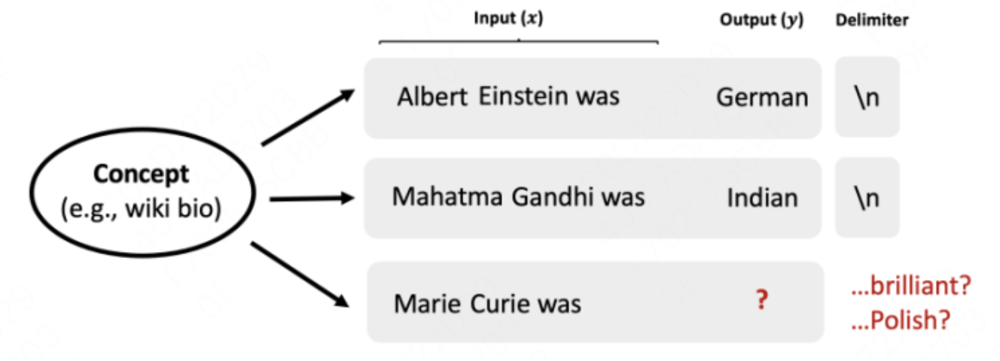 Input (x) Output (y) Delimiter
Albert Einstein was German \n
Concept
(e.g., wiki bio)
Mahatma Gandhi was Indian \n
Marie Curie was ?
...brilliant?
...Polish?